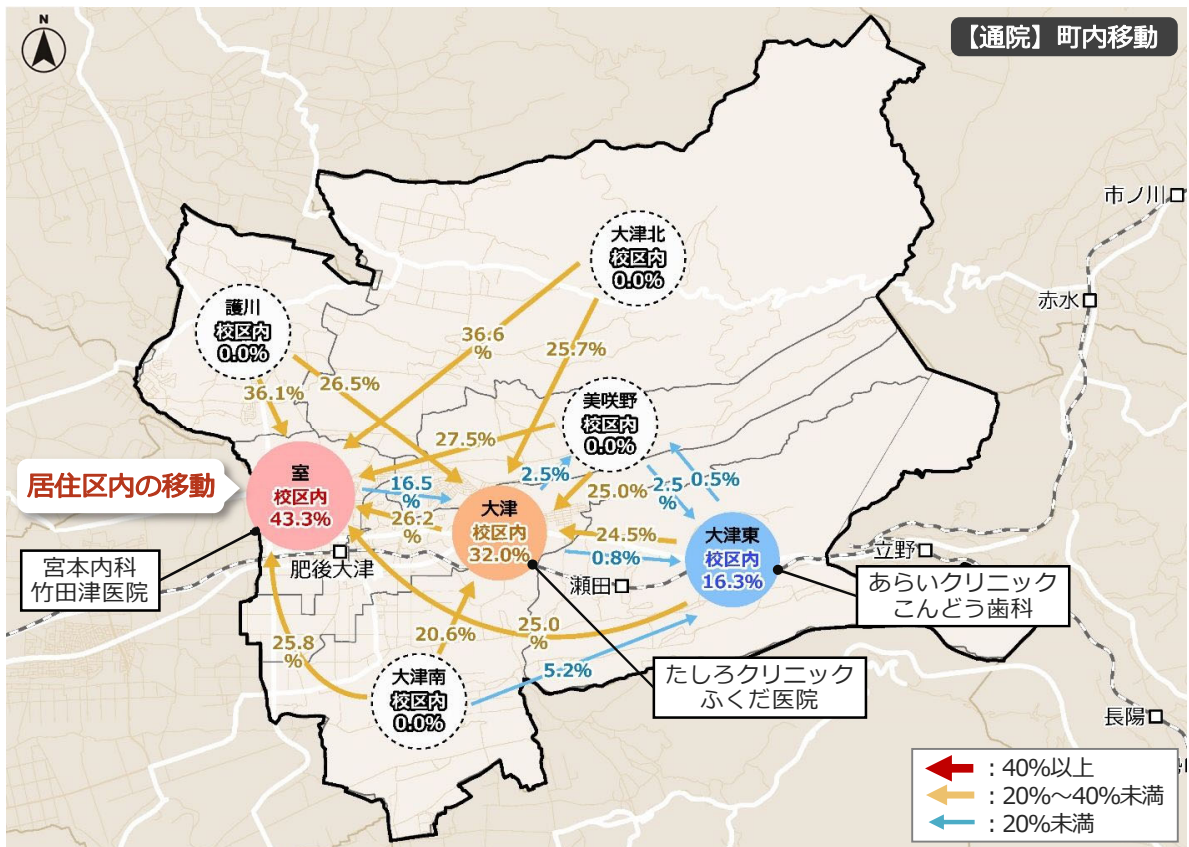 N
【通院】町内移動
市ノ川
大津北
校区内
0.0%
赤水
護川
校区内
0.0%
36.6
%
25.7%
26.5%
36.1%
美咲野
校区内
0.0%
27.5%
居住区内の移動
室
校区内
43.3%
16.5
%
2.5%
25.0%
2.5
%
0.5%
26.2
%
大津
校区内
32.0%
24.5%
大津東
校区内
16.3%
0.8%
立野
宮本内科
竹田津医院
肥後大津
瀬田
あらいクリニック
こんどう歯科
25.8
%
20.6%
25.0
%
5.2%
大津南
校区内
0.0%
たしろクリニック
ふくだ医院
長陽
：40%以上
：20%～40%未満
：20%未満